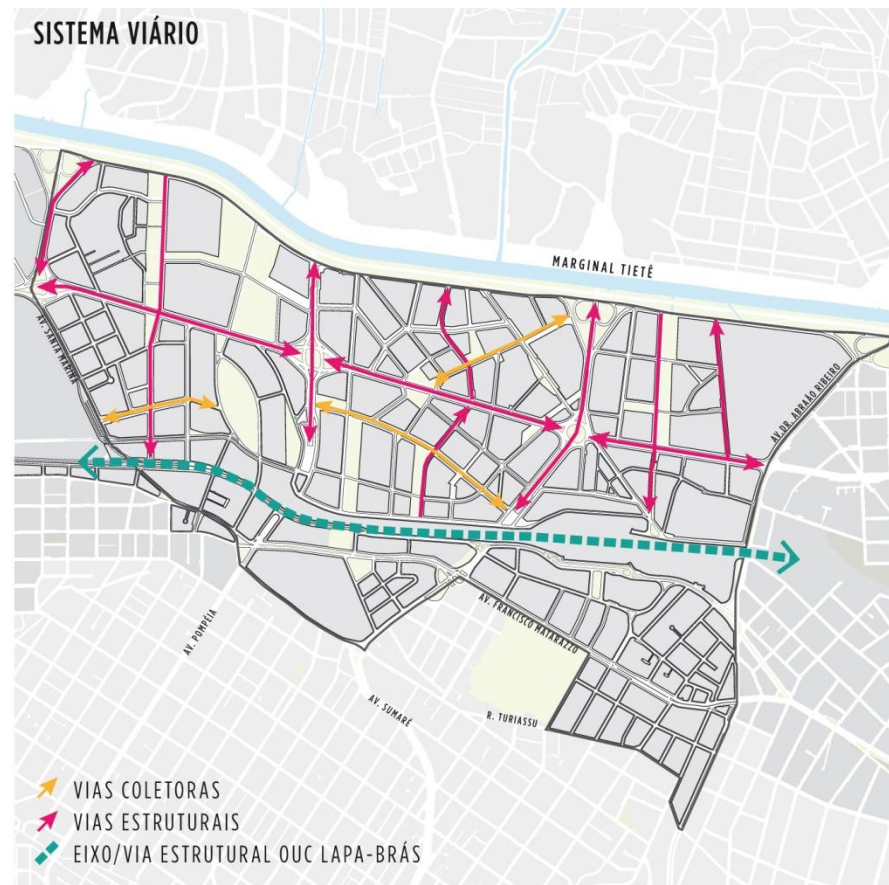 SISTEMA VIÁRIO
MARGINAL TIETÊ
AV. SANTA MARINA
AV. DR. ABRAÃO RIBEIRO
AV. FRANCISCO MATARAZZO
AV. POMPÉIA
AV. SUMARÉ
R. TURIASSU
VIAS COLETORAS
VIAS ESTRUTURAIS
EIXO/VIA ESTRUTURAL OUC LAPA-BRÁS